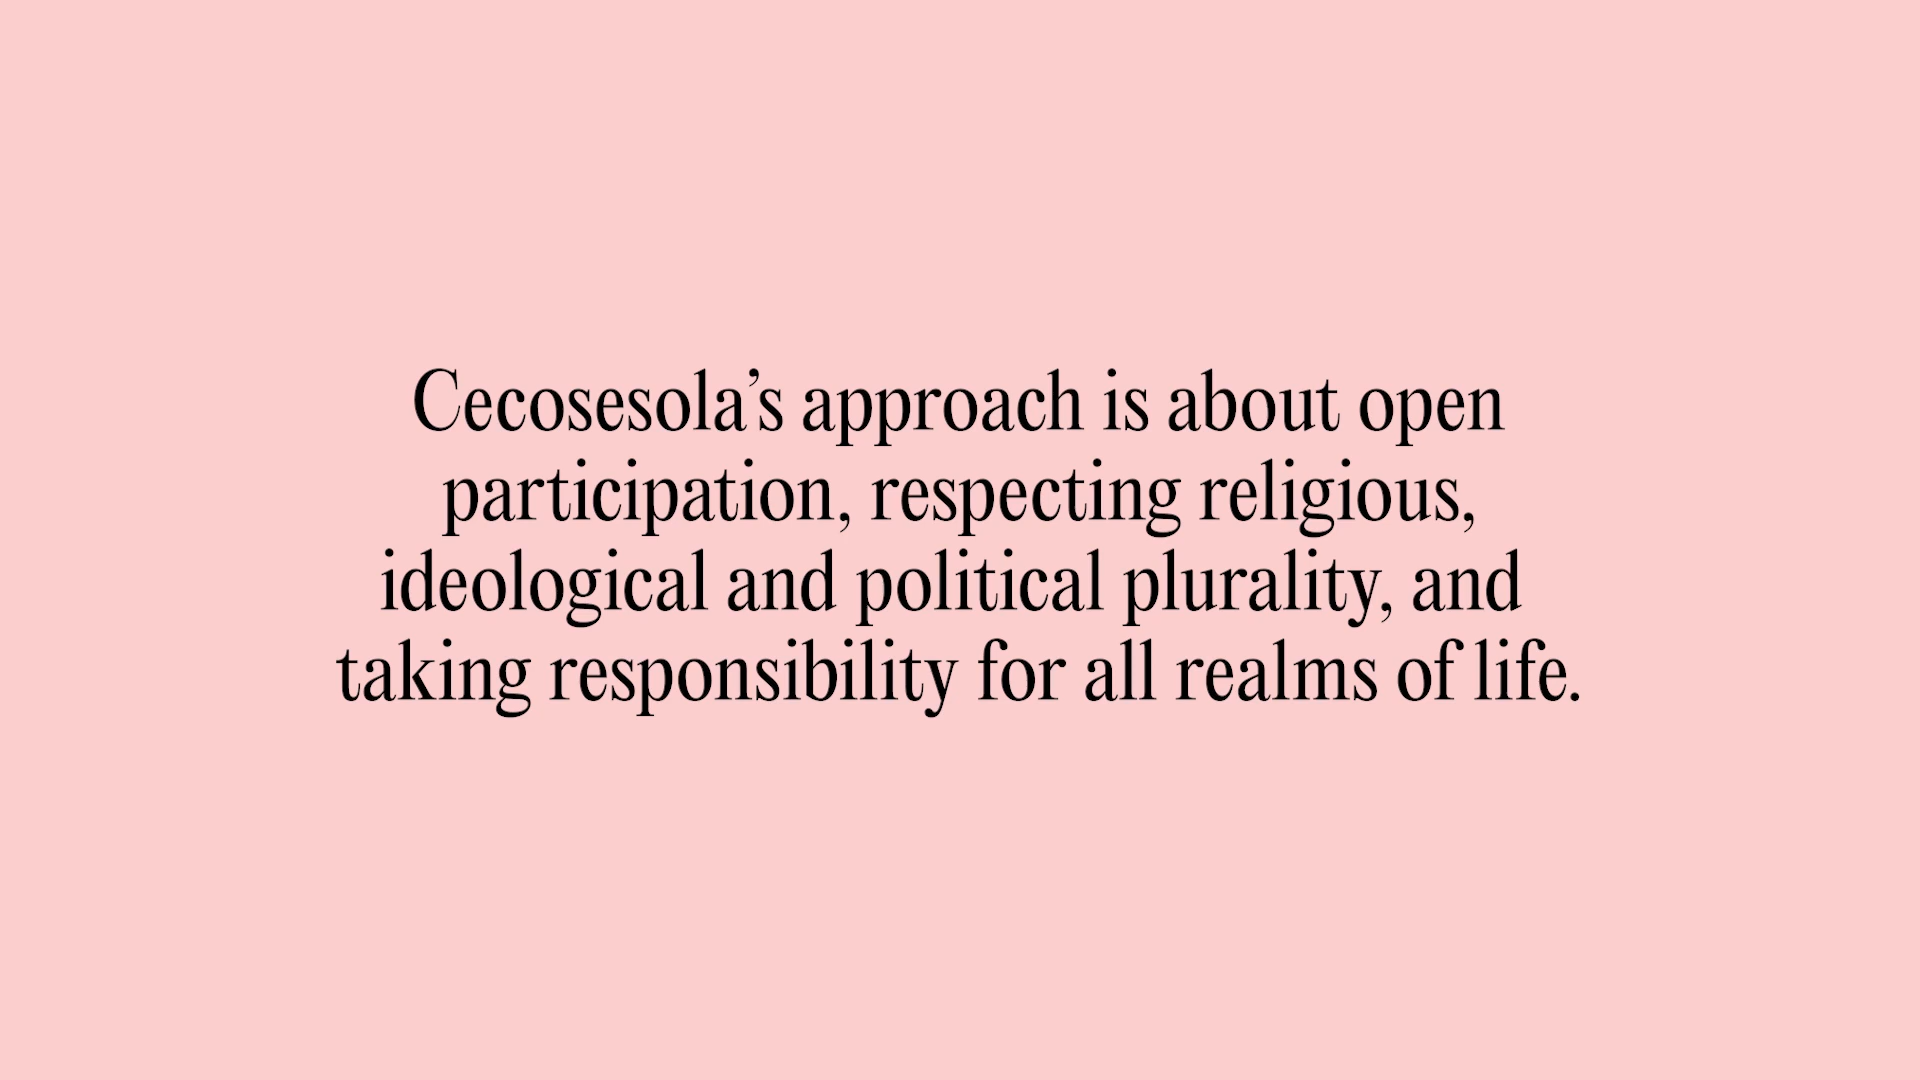 Cecosesola’s approach is about open
participation, respecting religious,
ideological and political plurality, and
taking responsibility for all realms of life.